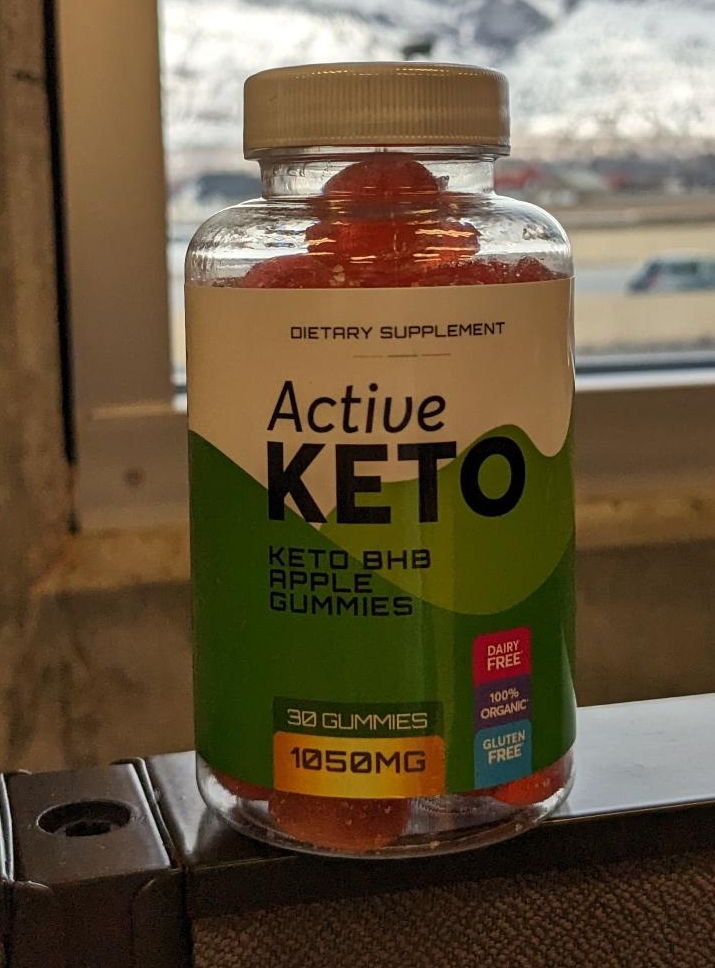 DIETARY SUPPLEMENT
Active
KETO
KETO BHB
APPLE
GUMMIES
DAIRY
FREE
100%
ORGANIC
GLUTEN
FREE
30 GUMMIES
1050MG